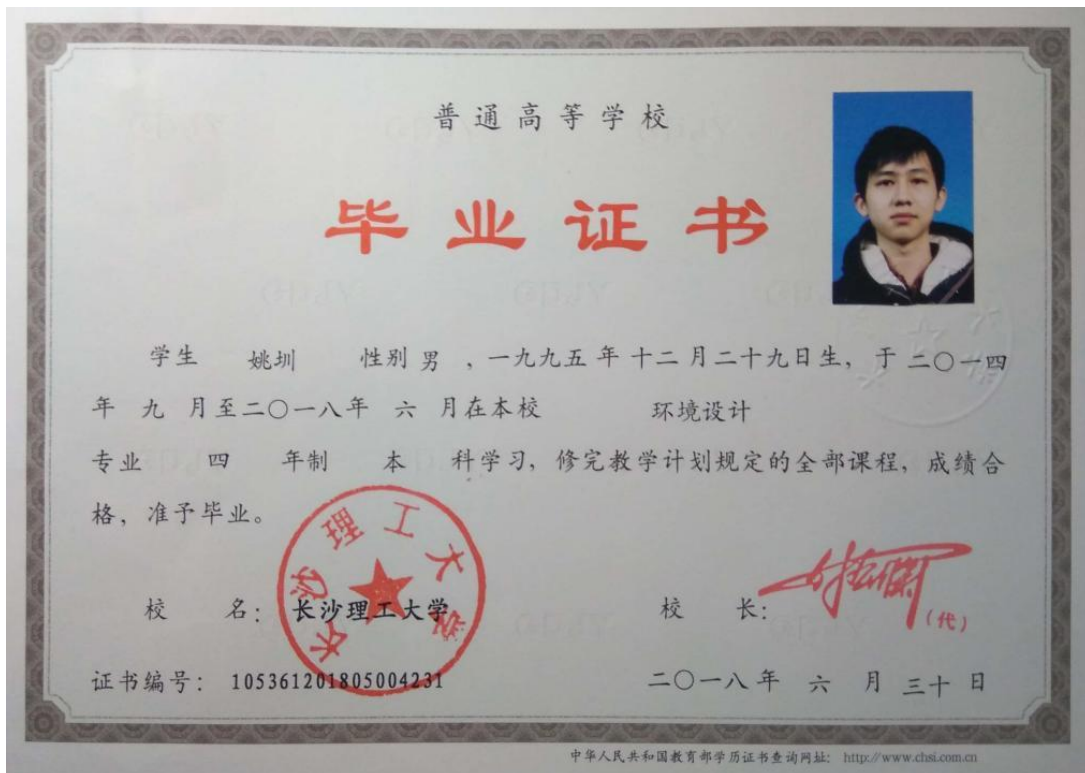 普通高等学校
毕业证书
学生 姚圳 性别 男 ，一九九五年十二月二十九日生，于二〇一四
年 九 月至二〇一八年 六 月在本校 环境设计
专业 四 年制 本 科学习，修完教学计划规定的全部课程，成绩合
格，准予毕业。
长沙理工大学
校 名：长沙理工大学 校 长：
(代)
证书编号：105361201805004231 二〇一八年 六 月 三十 日
中华人民共和国教育部学历证书查询网址： http://www.chsi.com.cn